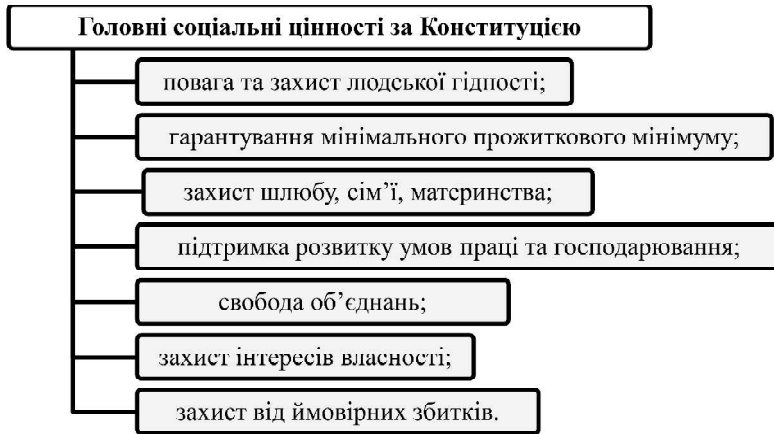 Головні соціальні цінності за Конституцією
повага та захист людської гідності;
гарантування мінімального прожиткового мінімуму;
захист шлюбу, сім’ї, материнства;
підтримка розвитку умов праці та господарювання;
свобода об’єднань;
захист інтересів власності;
захист від ймовірних збитків.